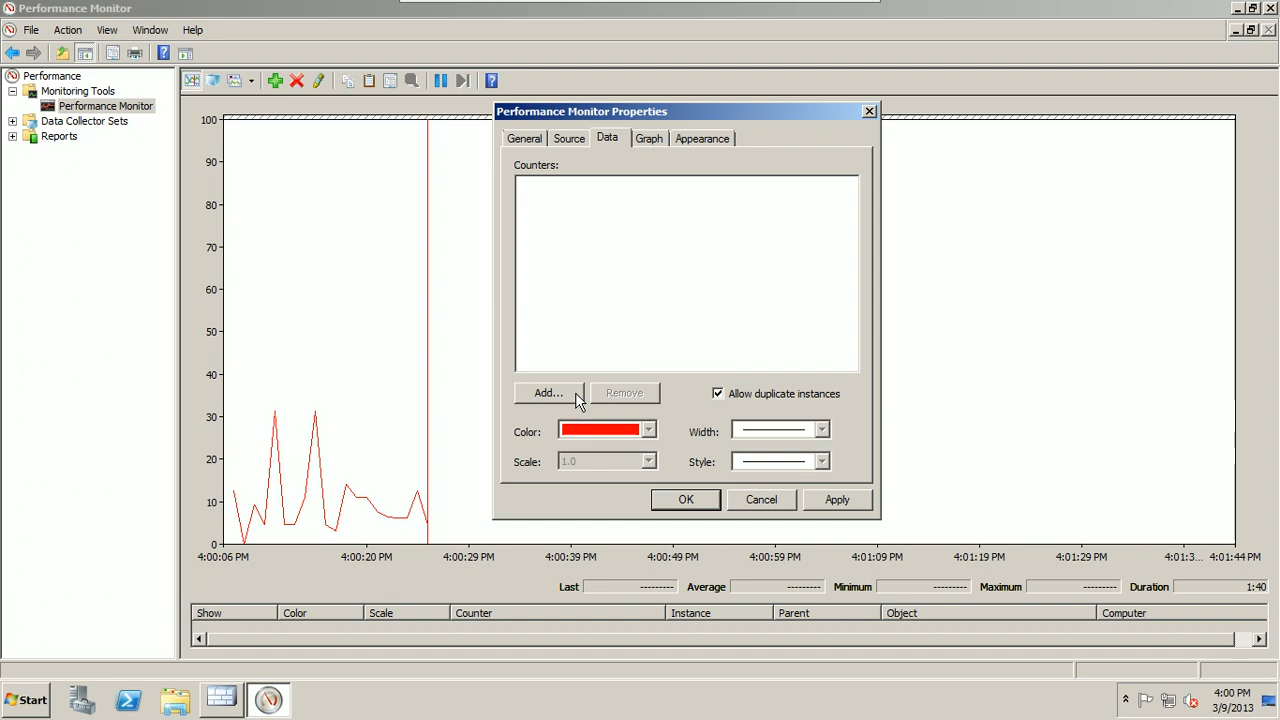 Performance Monitor
File Action View Window Help
Performance
Monitoring Tools
Performance Monitor
Data Collector Sets
Reports
Performance Monitor Properties
General Source Data Graph Appearance
Counters:
Add... Remove Allow duplicate instances
Color: Width:
Scale: 1.0 Style:
OK Cancel Apply
100
90
80
70
60
50
40
30
20
10
0
4:00:06 PM 4:00:20 PM 4:00:29 PM 4:00:39 PM 4:00:49 PM 4:00:59 PM 4:01:09 PM 4:01:19 PM 4:01:29 PM 4:01:3... 4:01:44 PM
Last --------- Average --------- Minimum --------- Maximum --------- Duration 1:40
Show Color Scale Counter Instance Parent Object Computer
Start
4:00 PM
3/9/2013